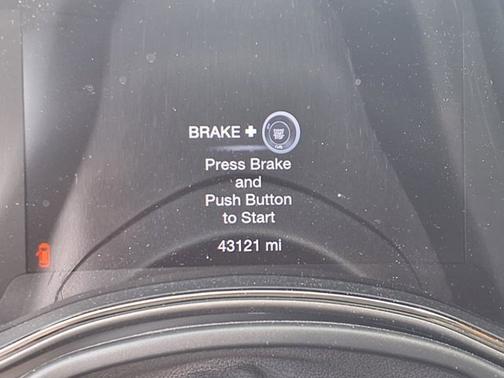 BRAKE +
Press Brake
and
Push Button
to Start
43121 mi